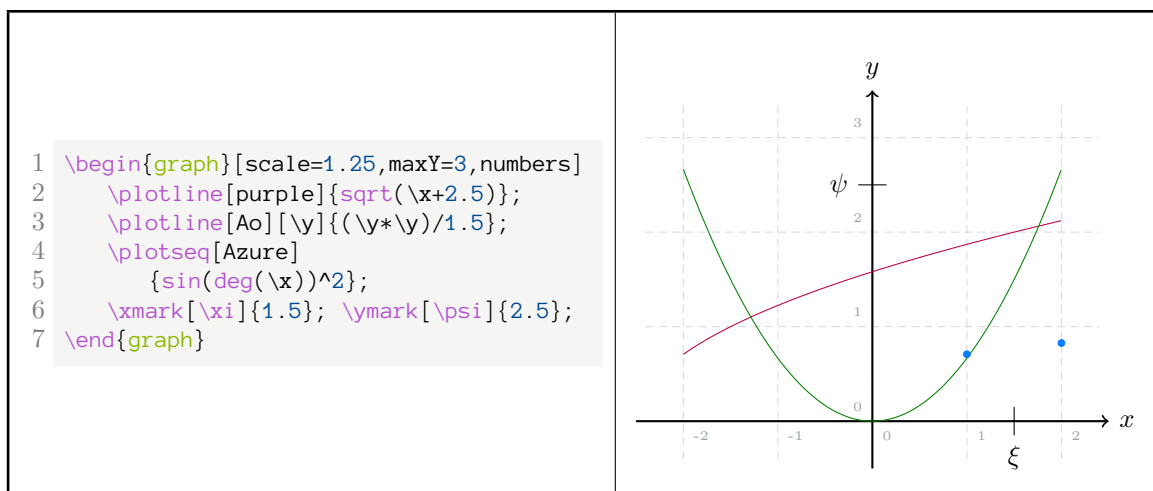 1 \begin{graph}[scale=1.25,maxY=3,numbers]
2 \plotline[purple]{sqrt(\x+2.5)};
3 \plotline[Ao][\y]{(\y*\y)/1.5};
4 \plotseq[Azure]
5 {sin(deg(\x))^2};
6 \xmark[\xi]{1.5}; \ymark[\psi]{2.5};
7 \end{graph}
y
3
ψ
2
1
0
x
-2 -1 0 1 2
ξ